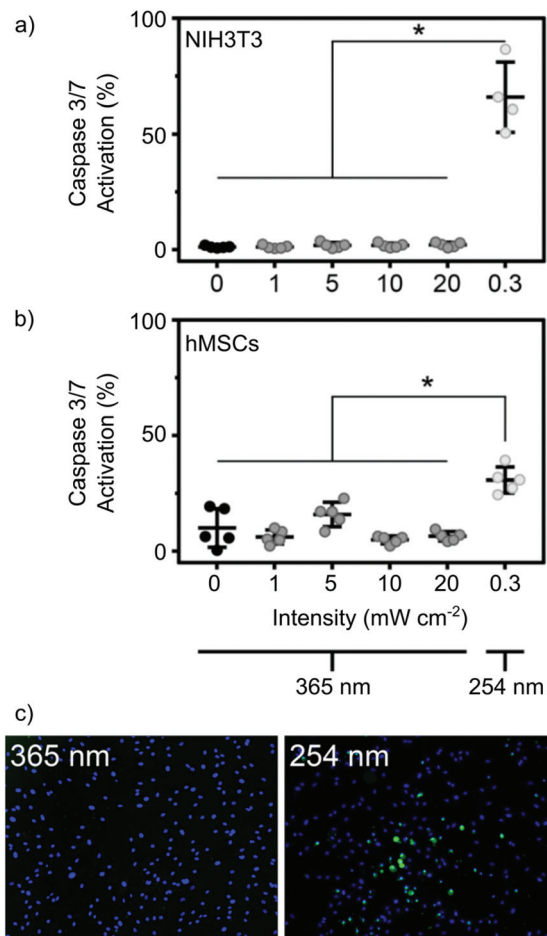 a)
NIH3T3
*
Caspase 3/7
Activation (%)
100
50
0
0 1 5 10 20 0.3
b)
hMSCs
*
Caspase 3/7
Activation (%)
100
50
0
0 1 5 10 20 0.3
Intensity (mW cm-2)
365 nm 254 nm
c)
365 nm 254 nm